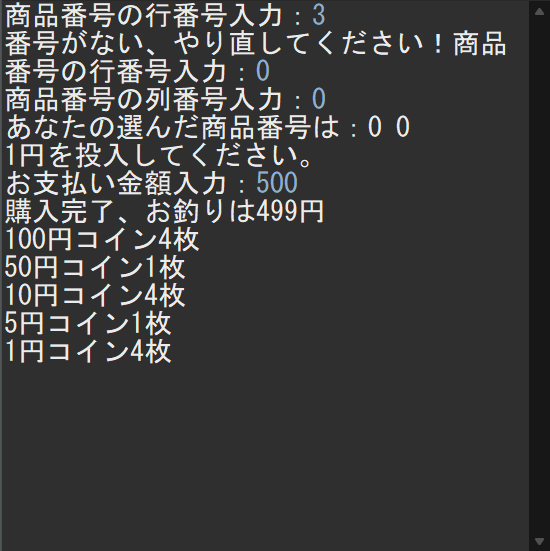 商品番号の行番号入力：3
番号がない、やり直してください！商品
番号の行番号入力：0
商品番号の列番号入力：0
あなたの選んだ商品番号は：0 0
1円を投入してください。
お支払い金額入力：500
購入完了、お釣りは499円
100円コイン4枚
50円コイン1枚
10円コイン4枚
5円コイン1枚
1円コイン4枚